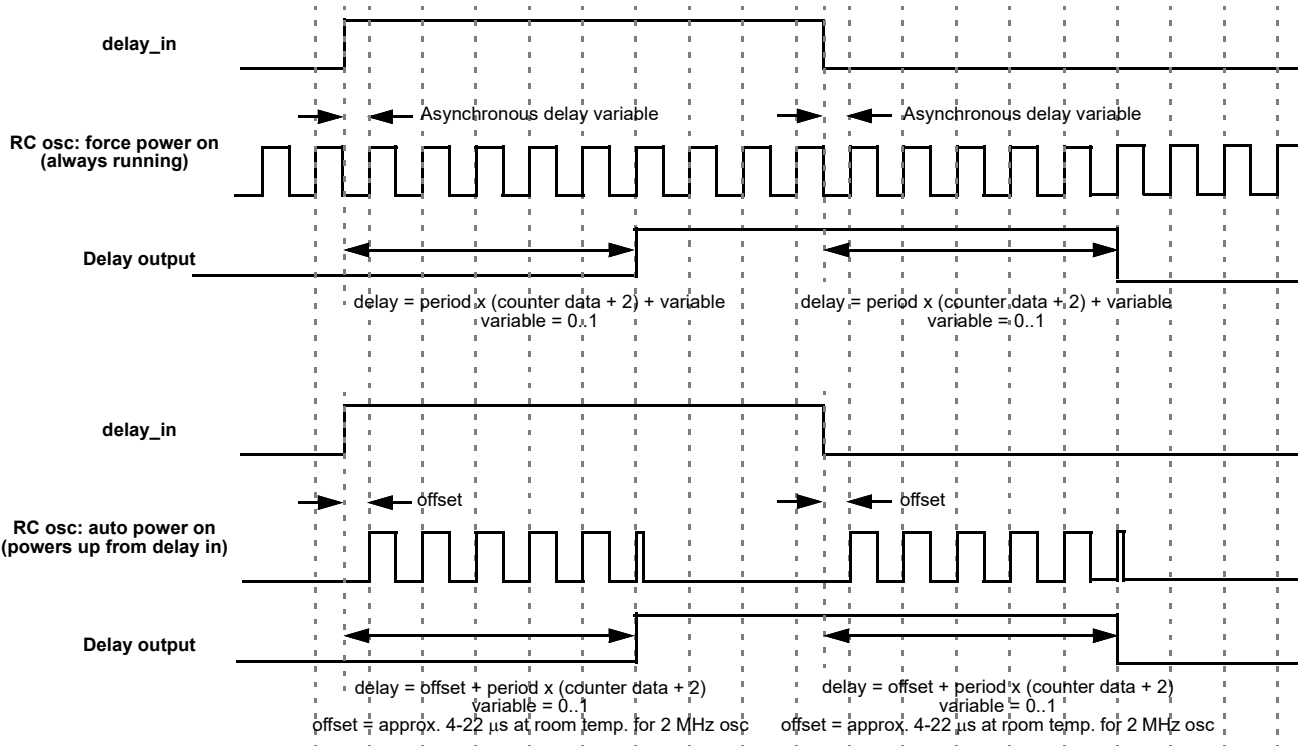 delay_in
Asynchronous delay variable
Asynchronous delay variable
RC osc: force power on
(always running)
Delay output
delay = period x (counter data + 2) + variable
variable = 0..1
delay = period x (counter data + 2) + variable
variable = 0..1
delay_in
offset
offset
RC osc: auto power on
(powers up from delay in)
Delay output
delay = offset + period x (counter data + 2)
variable = 0..1
offset = approx. 4-22 μs at room temp. for 2 MHz osc
delay = offset + period x (counter data + 2)
variable = 0..1
offset = approx. 4-22 μs at room temp. for 2 MHz osc